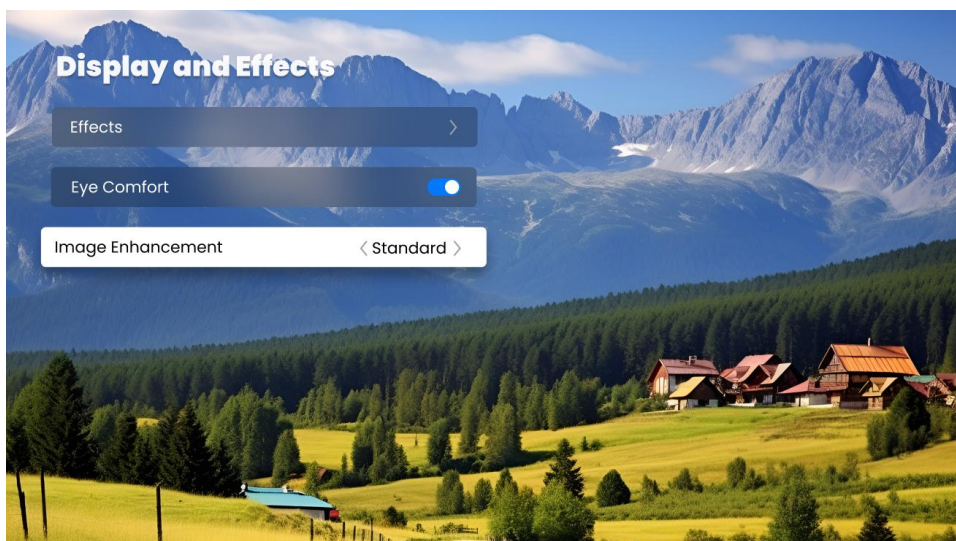 Display and Effects
Effects
Eye Comfort
Image Enhancement Standard